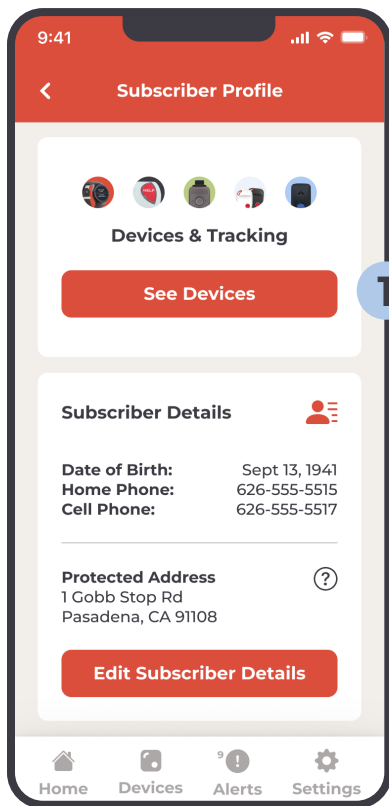 9:41
Subscriber Profile
HELP
Devices & Tracking
See Devices
1
Subscriber Details
Date of Birth: Sept 13, 1941
Home Phone: 626-555-5515
Cell Phone: 626-555-5517
Protected Address ?
1 Gobb Stop Rd
Pasadena, CA 91108
Edit Subscriber Details
9 !
Home Devices Alerts Settings